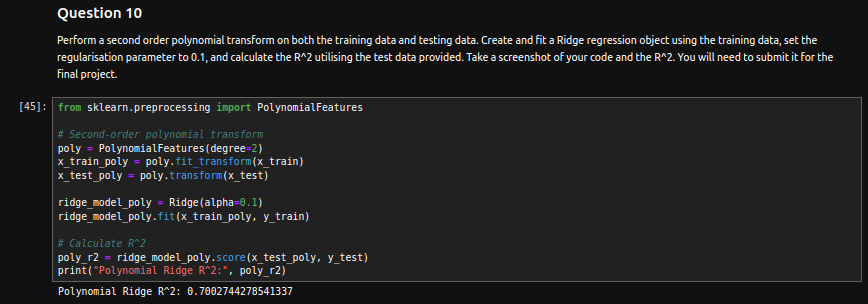 Question 10
Perform a second order polynomial transform on both the training data and testing data. Create and fit a Ridge regression object using the training data, set the
regularisation parameter to 0.1, and calculate the R^2 utilising the test data provided. Take a screenshot of your code and the R^2. You will need to submit it for the
final project.
[45]: from sklearn.preprocessing import PolynomialFeatures
# Second-order polynomial transform
poly = PolynomialFeatures(degree=2)
x_train_poly = poly.fit_transform(x_train)
x_test_poly = poly.transform(x_test)
ridge_model_poly = Ridge(alpha=0.1)
ridge_model_poly.fit(x_train_poly, y_train)
# Calculate R^2
poly_r2 = ridge_model_poly.score(x_test_poly, y_test)
print("Polynomial Ridge R^2:", poly_r2)
Polynomial Ridge R^2: 0.7002744278541337